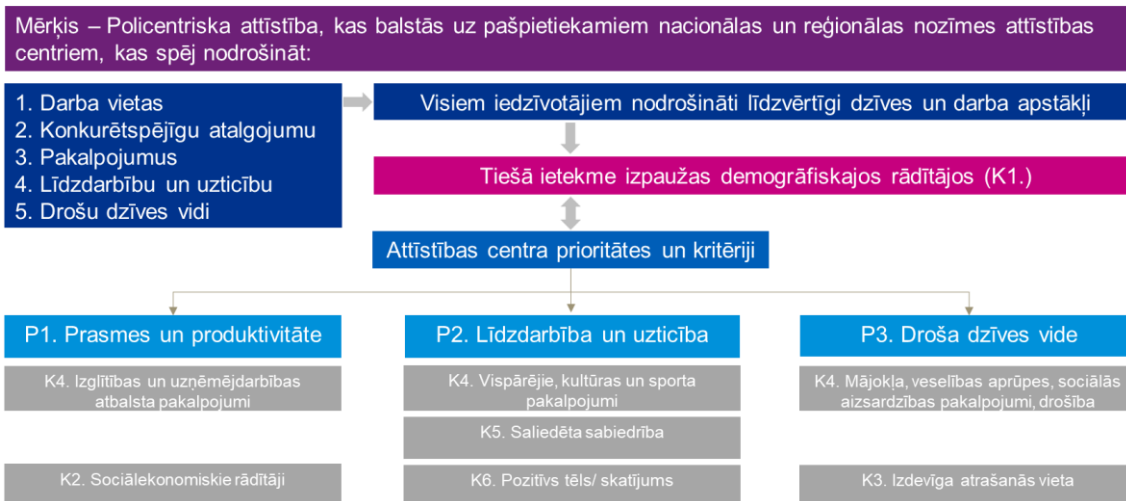 Mērķis – Policentriska attīstība, kas balstās uz pašpietiekamiem nacionālas un reģionālas nozīmes attīstības
centriem, kas spēj nodrošināt:
1. Darba vietas
2. Konkurētspējīgu atalgojumu
3. Pakalpojumus
4. Līdzdarbību un uzticību
5. Drošu dzīves vidi
Visiem iedzīvotājiem nodrošināti līdzvērtīgi dzīves un darba apstākļi
Tiešā ietekme izpaužas demogrāfiskajos rādītājos (K1.)
Attīstības centra prioritātes un kritēriji
P1. Prasmes un produktivitāte
K4. Izglītības un uzņēmējdarbības
atbalsta pakalpojumi
K2. Sociālekonomiskie rādītāji
P2. Līdzdarbība un uzticība
K4. Vispārējie, kultūras un sporta
pakalpojumi
K5. Saliedēta sabiedrība
K6. Pozitīvs tēls/ skatījums
P3. Droša dzīves vide
K4. Mājokļa, veselības aprūpes, sociālās
aizsardzības pakalpojumi, drošība
K3. Izdevīga atrašanās vieta